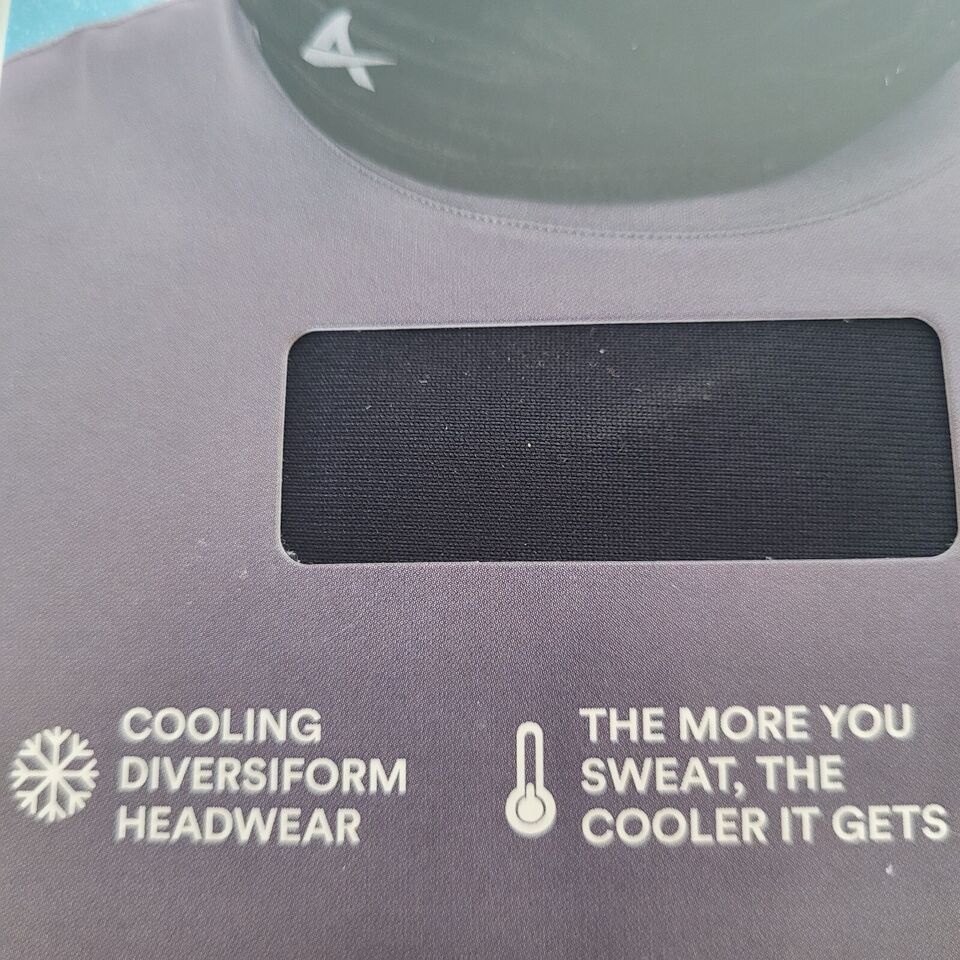 COOLING
DIVERSIFORM
HEADWEAR
THE MORE YOU
SWEAT, THE
COOLER IT GETS